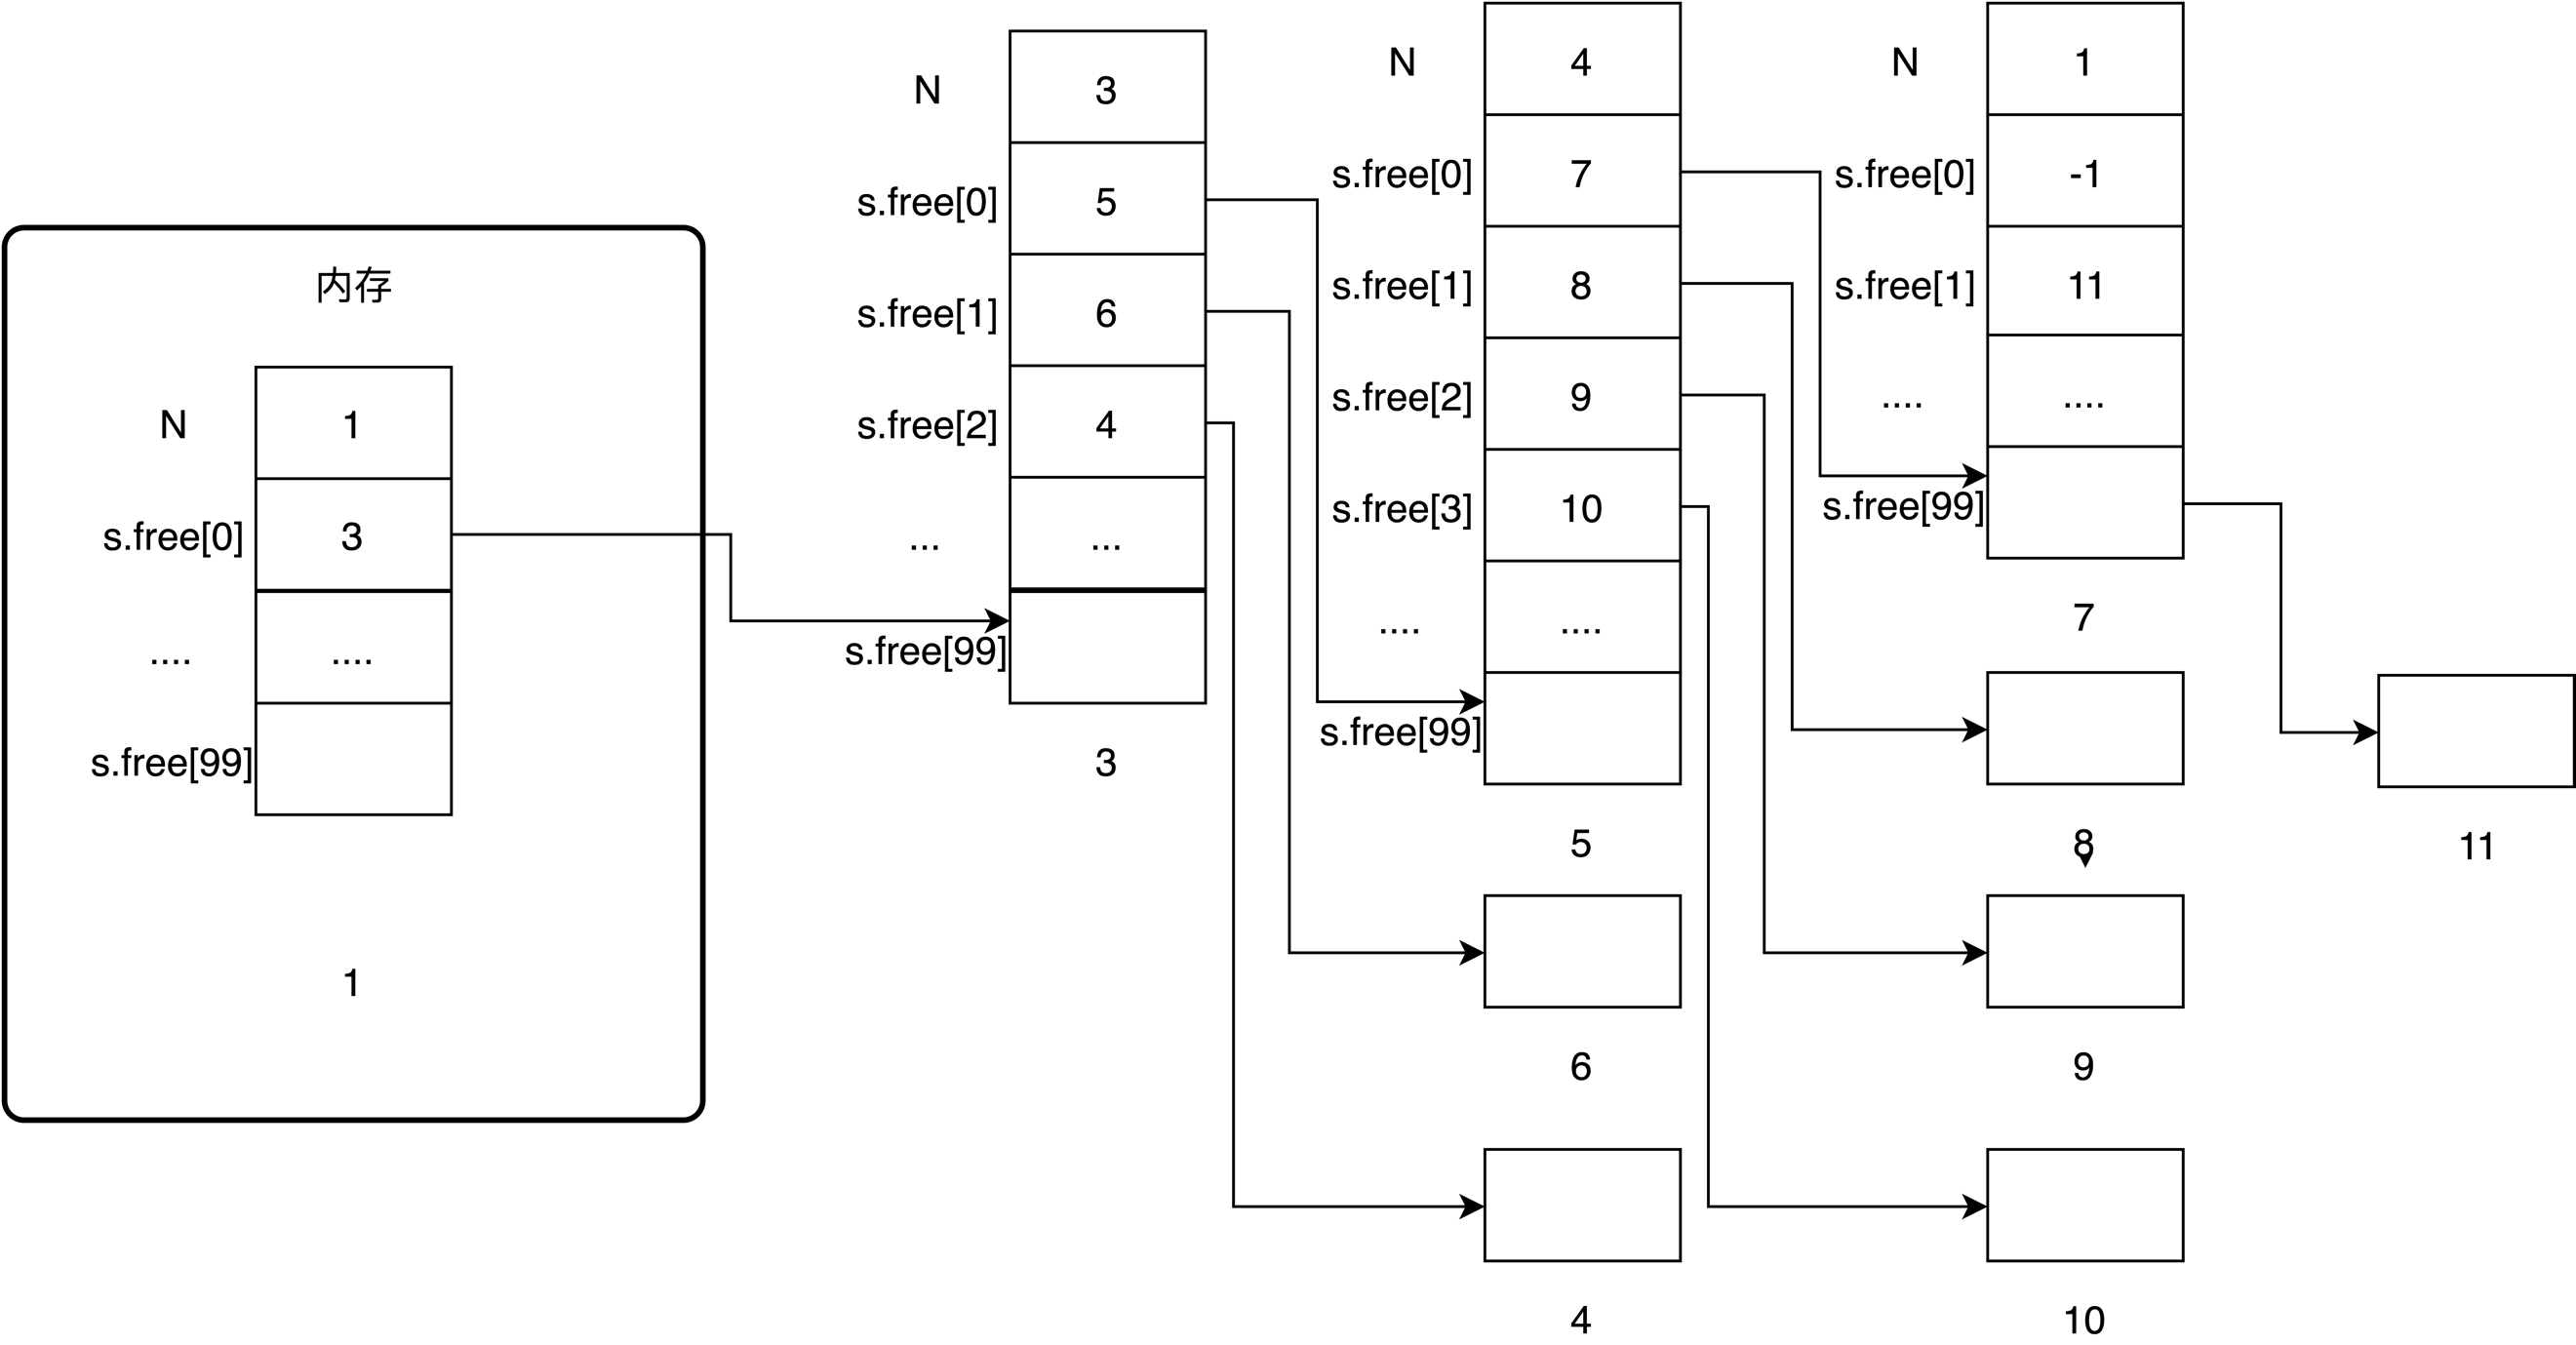 内存
N 1
s.free[0] 3
.... ....
s.free[99]
1
N 3
s.free[0] 5
s.free[1] 6
s.free[2] 4
... ...
s.free[99]
3
N 4
s.free[0] 7
s.free[1] 8
s.free[2] 9
s.free[3] 10
.... ....
s.free[99]
5
6
4
N 1
s.free[0] -1
s.free[1] 11
.... ....
s.free[99]
7
8
9
10
11